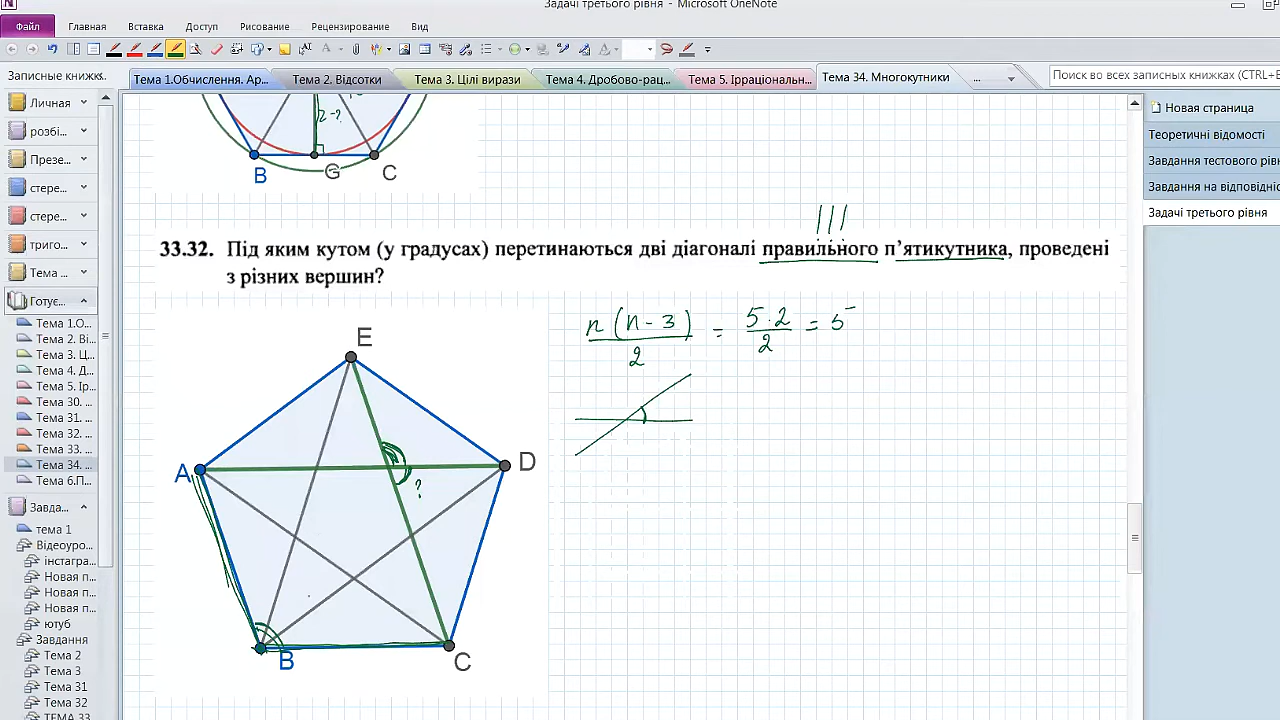 Задачі третього рівня - Microsoft OneNote
Файл Главная Вставка Доступ Рисование Рецензирование Вид
Записные книжк.
Тема 1.Обчислення. Ар... Тема 2. Відсотки Тема 3. Цілі вирази Тема 4. Дробово-рац... Тема 5. Ірраціональн... Тема 34. Многокутники ...
Поиск во всех записных книжках (CTRL+E
Личная
розбі...
Презе...
стере...
стере...
триго...
Тема ...
Готує...
Тема 1.О...
Тема 3. Ц...
Тема 4. Д...
Тема 5. Ір...
Тема 30. ...
Тема 31. ...
Тема 32. ...
Тема 33. ...
Тема 34. ...
Тема 6.П...
Завда...
тема 1
Відеоуро...
інстагра...
Новая п...
Новая п...
Новая п...
ютуб
Завдання
Тема 2
Тема 3
Тема 31
Тема 32
ТЕМА 33
Новая страница
Теоретичні відомості
Завдання тестового рівн
Завдання на відповідніс
Задачі третього рівня
B G C
33.32. Під яким кутом (у градусах) перетинаються дві діагоналі правильного п’ятикутника, проведені
з різних вершин?
n(n-3)/2 = 5·2/2 = 5
E
A D
?
B C